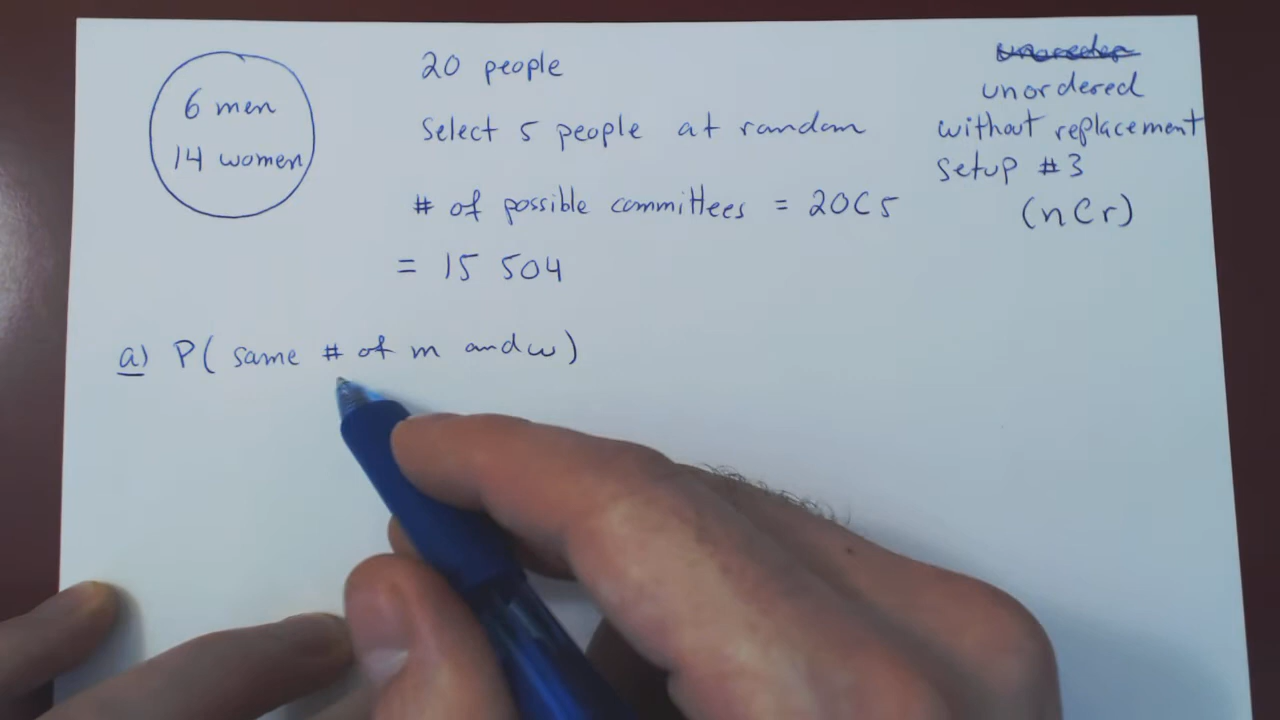 6 men
14 women
20 people
Select 5 people at random
# of possible committees = 20C5
= 15 504
unordered
without replacement
setup #3
(nCr)
a) P( same # of m and w)